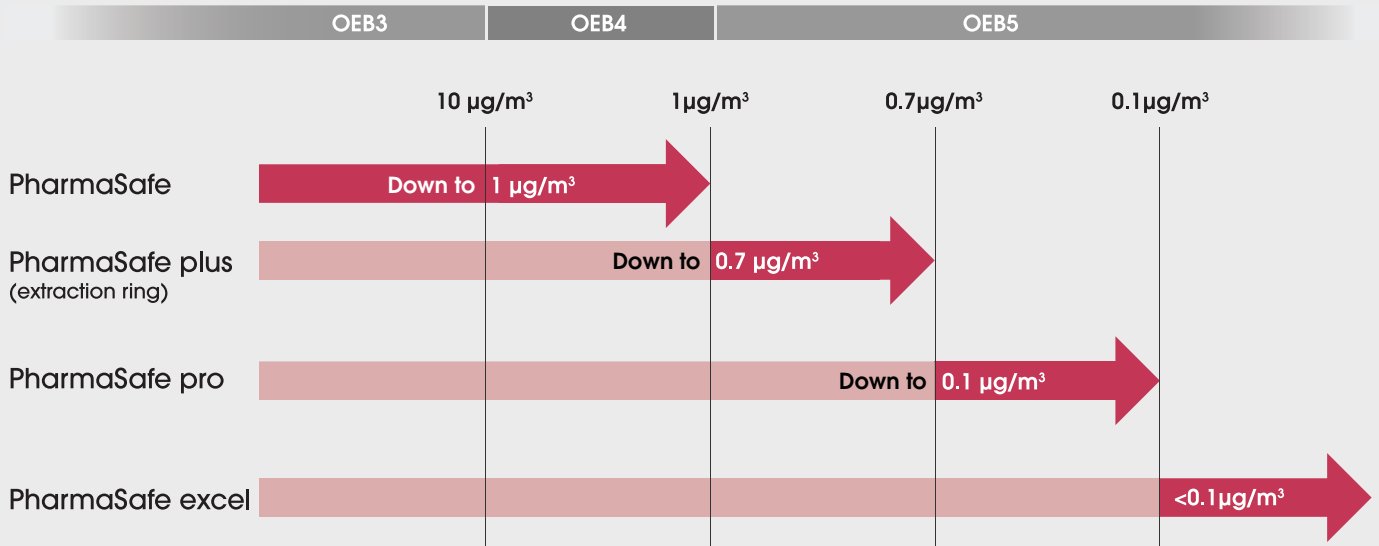 OEB3 OEB4 OEB5
10 µg/m³ 1µg/m³ 0.7µg/m³ 0.1µg/m³
PharmaSafe Down to 1 µg/m³
PharmaSafe plus Down to 0.7 µg/m³
(extraction ring)
PharmaSafe pro Down to 0.1 µg/m³
PharmaSafe excel <0.1µg/m³